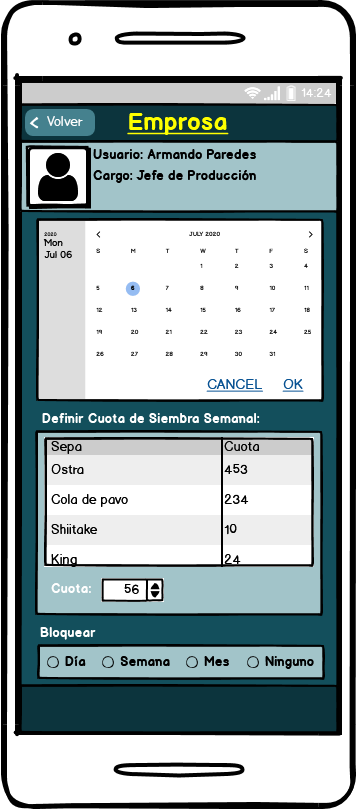 14:24
Volver
Emprosa
Usuario: Armando Paredes
Cargo: Jefe de Producción
2020
Mon
Jul 06
JULY 2020
S M T W T F S
1 2 3 4
5 6 7 8 9 10 11
12 13 14 15 16 17 18
19 20 21 22 23 24 25
26 27 28 29 30 31
CANCEL OK
Definir Cuota de Siembra Semanal:
Sepa Cuota
Ostra 453
Cola de pavo 234
Shiitake 10
King 24
Cuota: 56
Bloquear
Día Semana Mes Ninguno